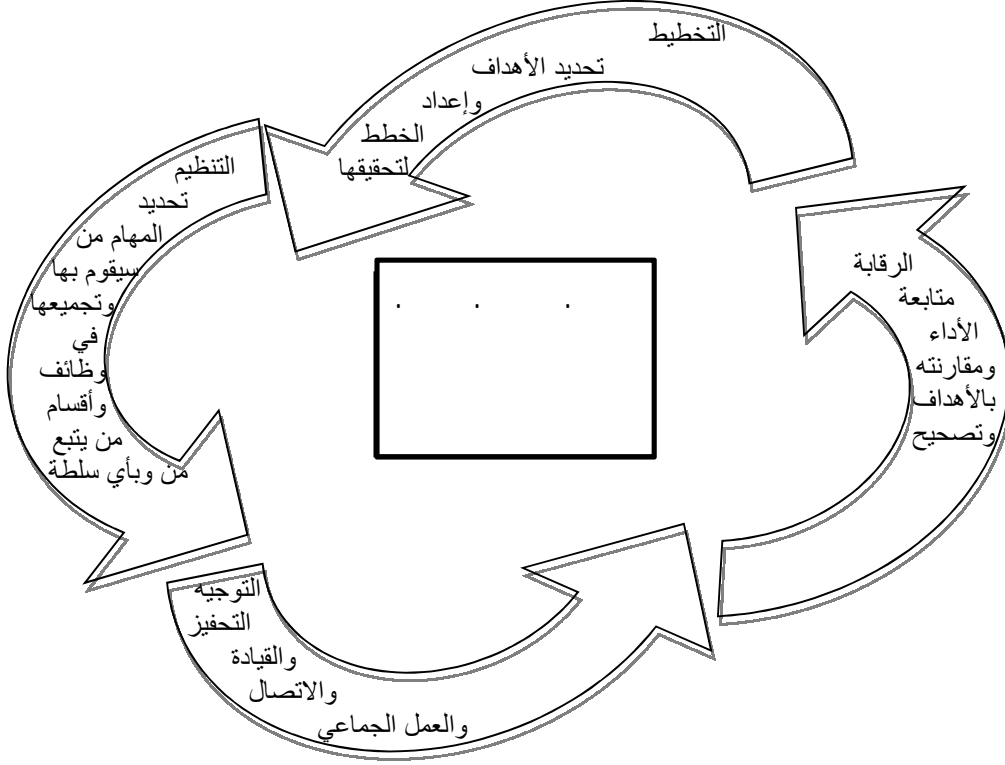 التخطيط
تحديد الأهداف
وإعداد
الخطط
لتحقيقها
التنظيم
تحديد
المهام من
سيقوم بها
وتجميعها
في
وظائف
وأقسام
من يتبع
من وبأي سلطة
التوجيه
التحفيز
والقيادة
والاتصال
والعمل الجماعي
الرقابة
متابعة
الأداء
ومقارنته
بالأهداف
وتصحيح
. . .